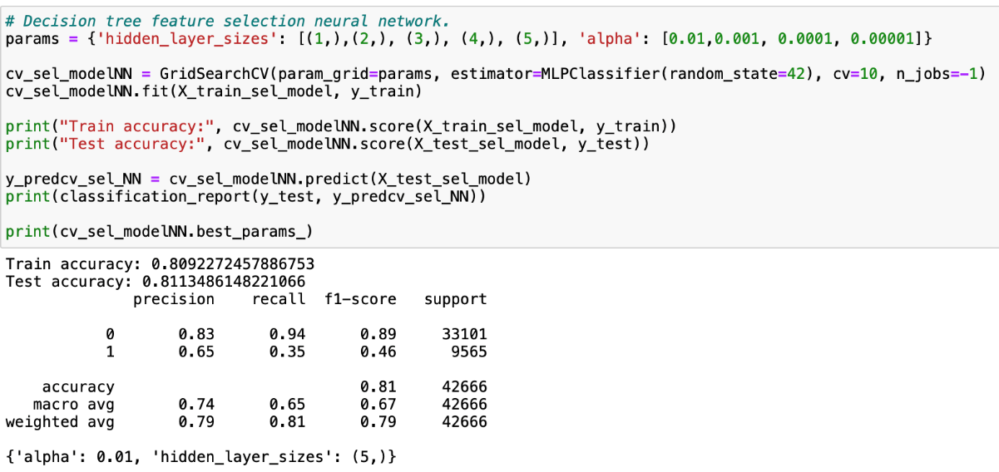 # Decision tree feature selection neural network.
params = {'hidden_layer_sizes': [(1,),(2,), (3,), (4,), (5,)], 'alpha': [0.01,0.001, 0.0001, 0.00001]}
cv_sel_modelNN = GridSearchCV(param_grid=params, estimator=MLPClassifier(random_state=42), cv=10, n_jobs=-1)
cv_sel_modelNN.fit(X_train_sel_model, y_train)
print("Train accuracy:", cv_sel_modelNN.score(X_train_sel_model, y_train))
print("Test accuracy:", cv_sel_modelNN.score(X_test_sel_model, y_test))
y_predcv_sel_NN = cv_sel_modelNN.predict(X_test_sel_model)
print(classification_report(y_test, y_predcv_sel_NN))
print(cv_sel_modelNN.best_params_)
Train accuracy: 0.8092272457886753
Test accuracy: 0.8113486148221066
precision recall f1-score support
0 0.83 0.94 0.89 33101
1 0.65 0.35 0.46 9565
accuracy 0.81 42666
macro avg 0.74 0.65 0.67 42666
weighted avg 0.79 0.81 0.79 42666
{'alpha': 0.01, 'hidden_layer_sizes': (5,)}